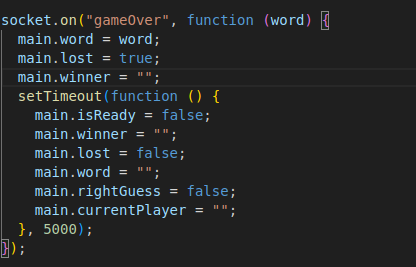 socket.on("gameOver", function (word) {
  main.word = word;
  main.lost = true;
  main.winner = "";
  setTimeout(function () {
    main.isReady = false;
    main.winner = "";
    main.lost = false;
    main.word = "";
    main.rightGuess = false;
    main.currentPlayer = "";
  }, 5000);
});